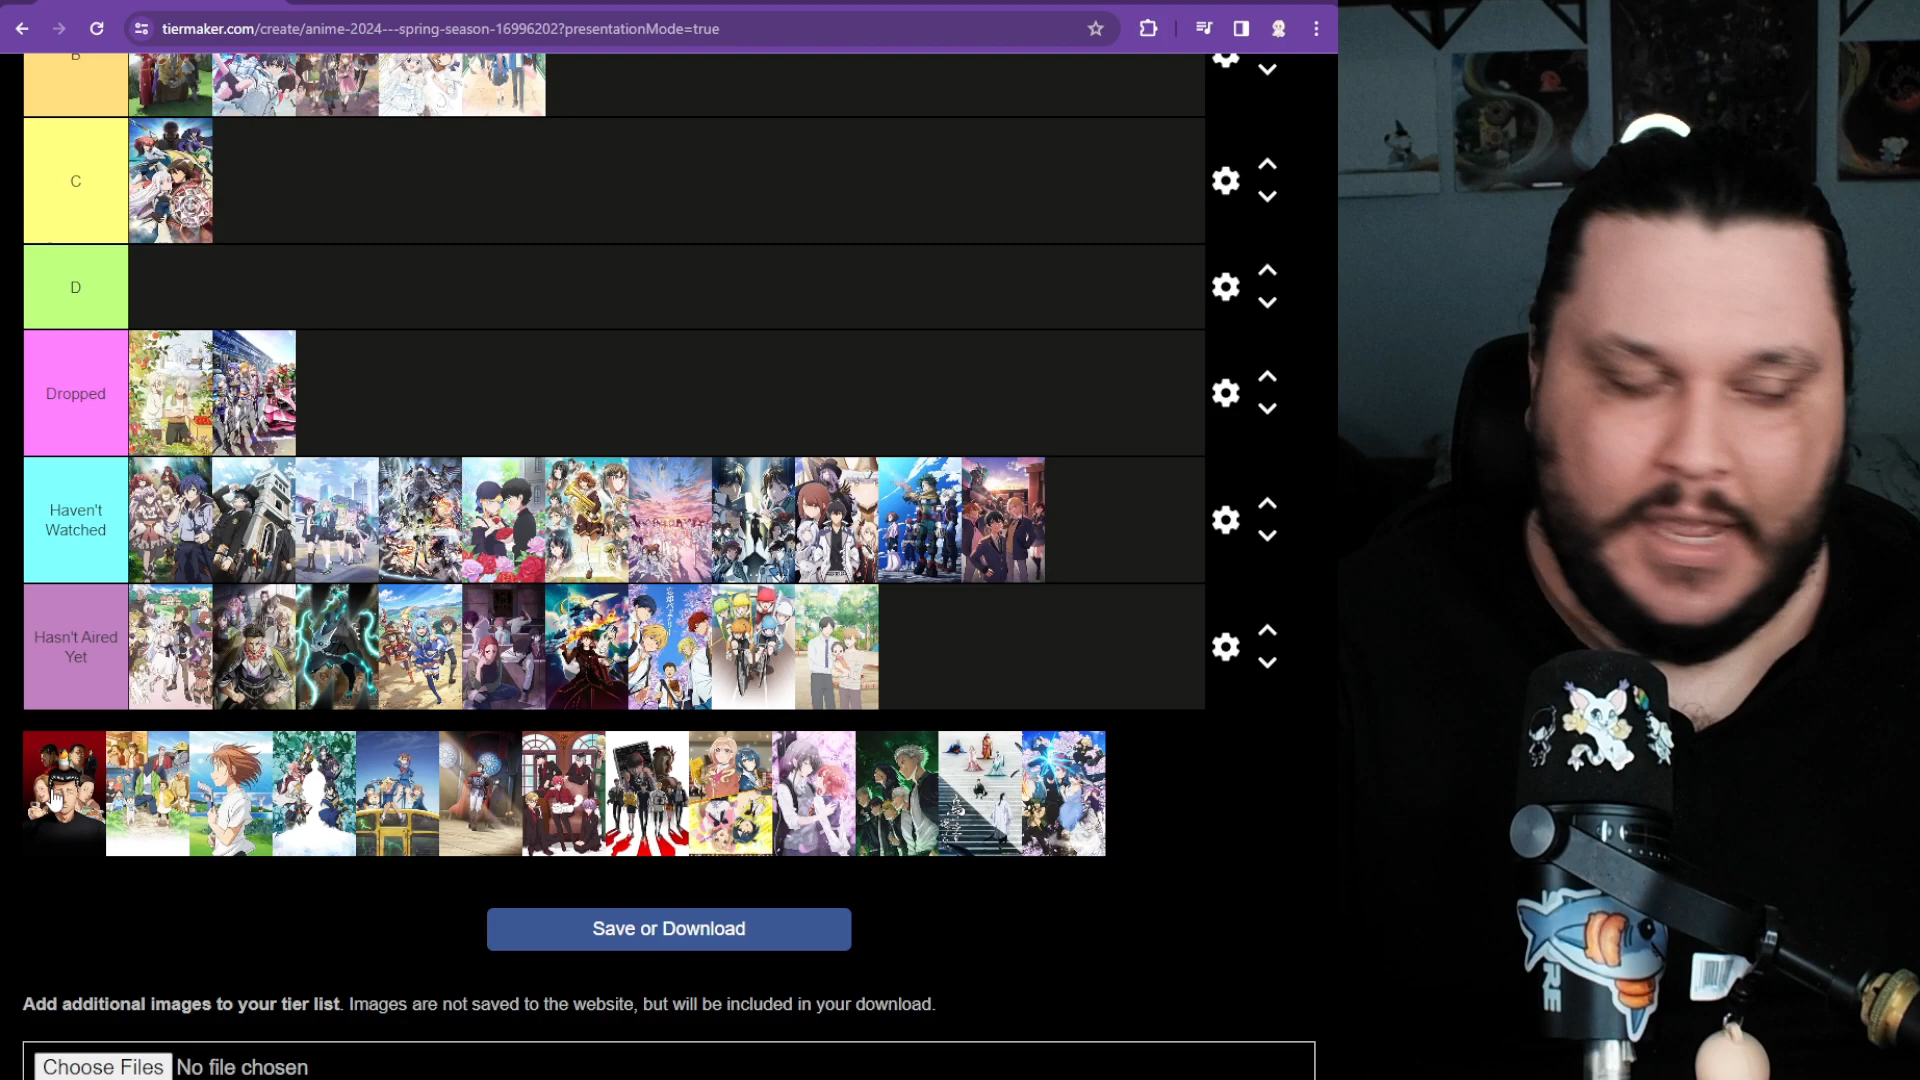 tiermaker.com/create/anime-2024---spring-season-16996202?presentationMode=true
B
C
D
Dropped
Haven't
Watched
Hasn't Aired
Yet
Save or Download
Add additional images to your tier list. Images are not saved to the website, but will be included in your download.
Choose Files No file chosen